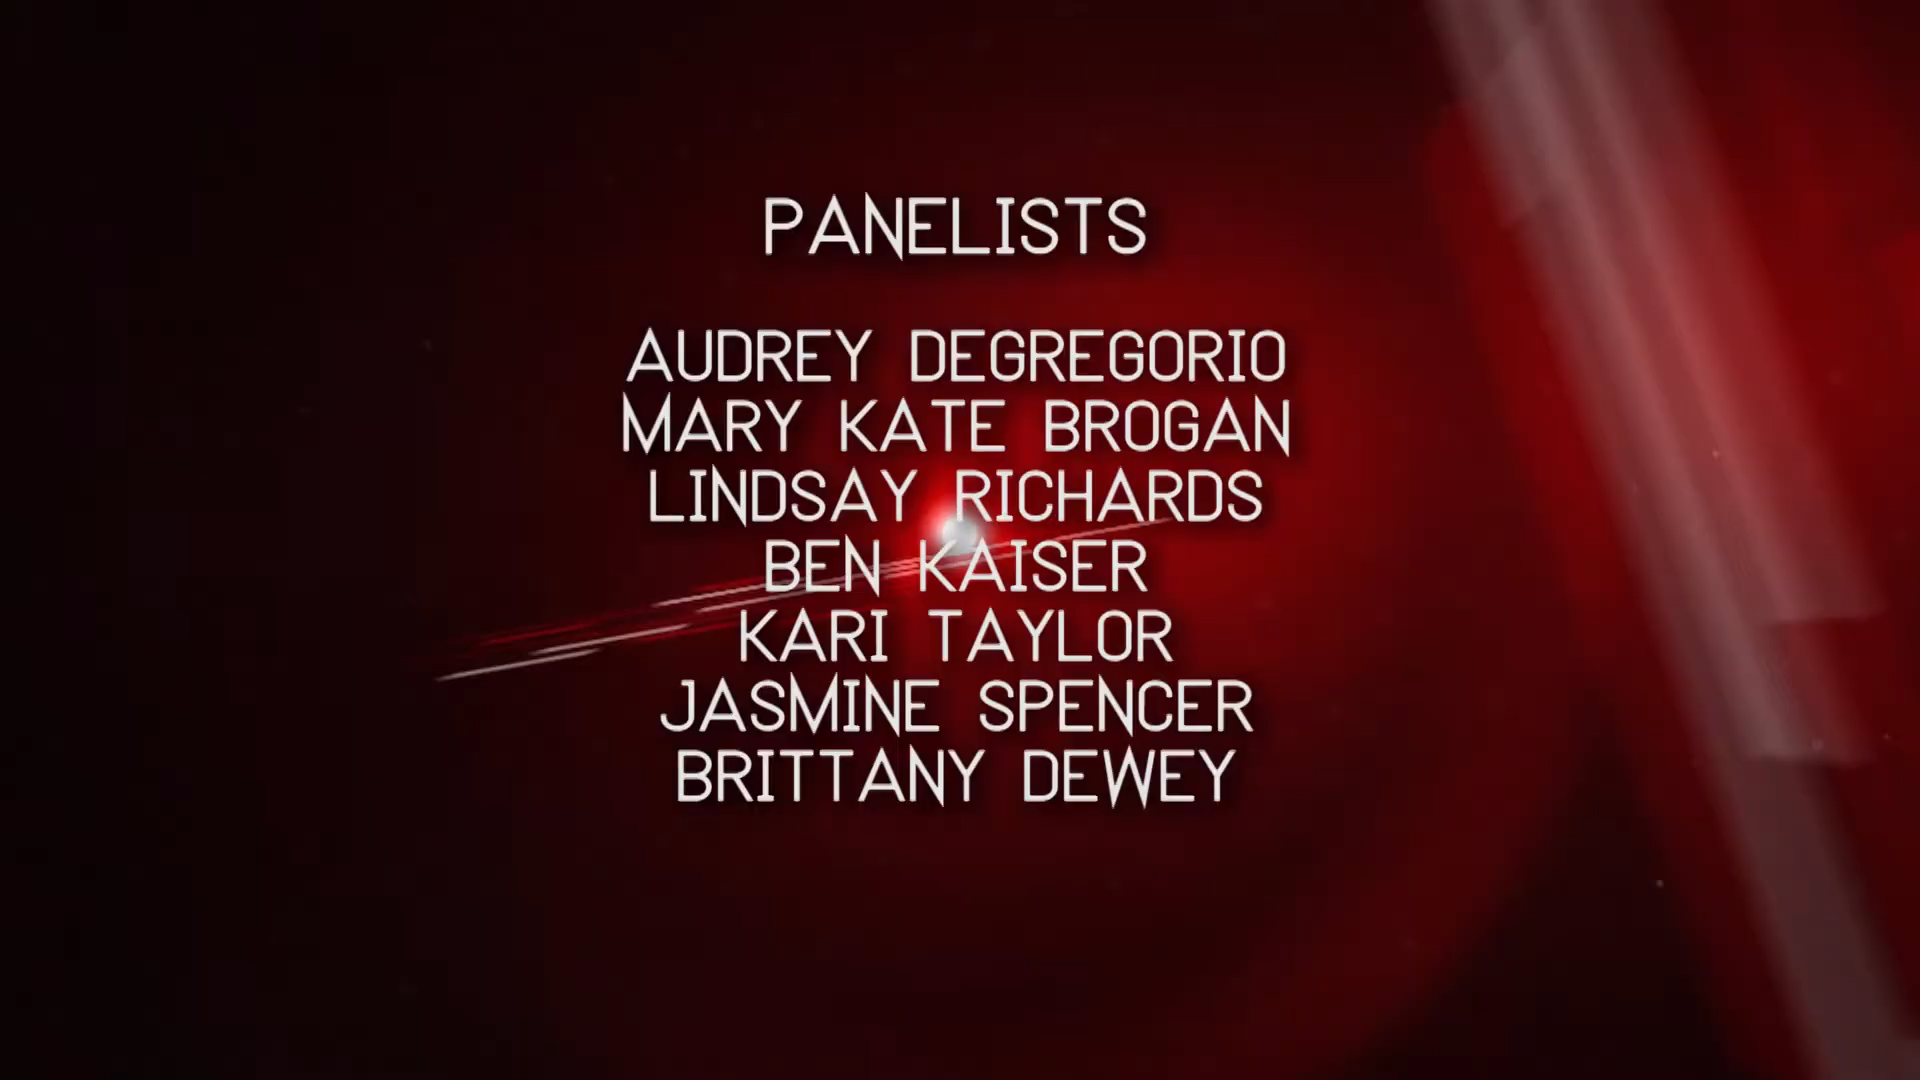 PANELISTS
AUDREY DEGREGORIO
MARY KATE BROGAN
LINDSAY RICHARDS
BEN KAISER
KARI TAYLOR
JASMINE SPENCER
BRITTANY DEWEY